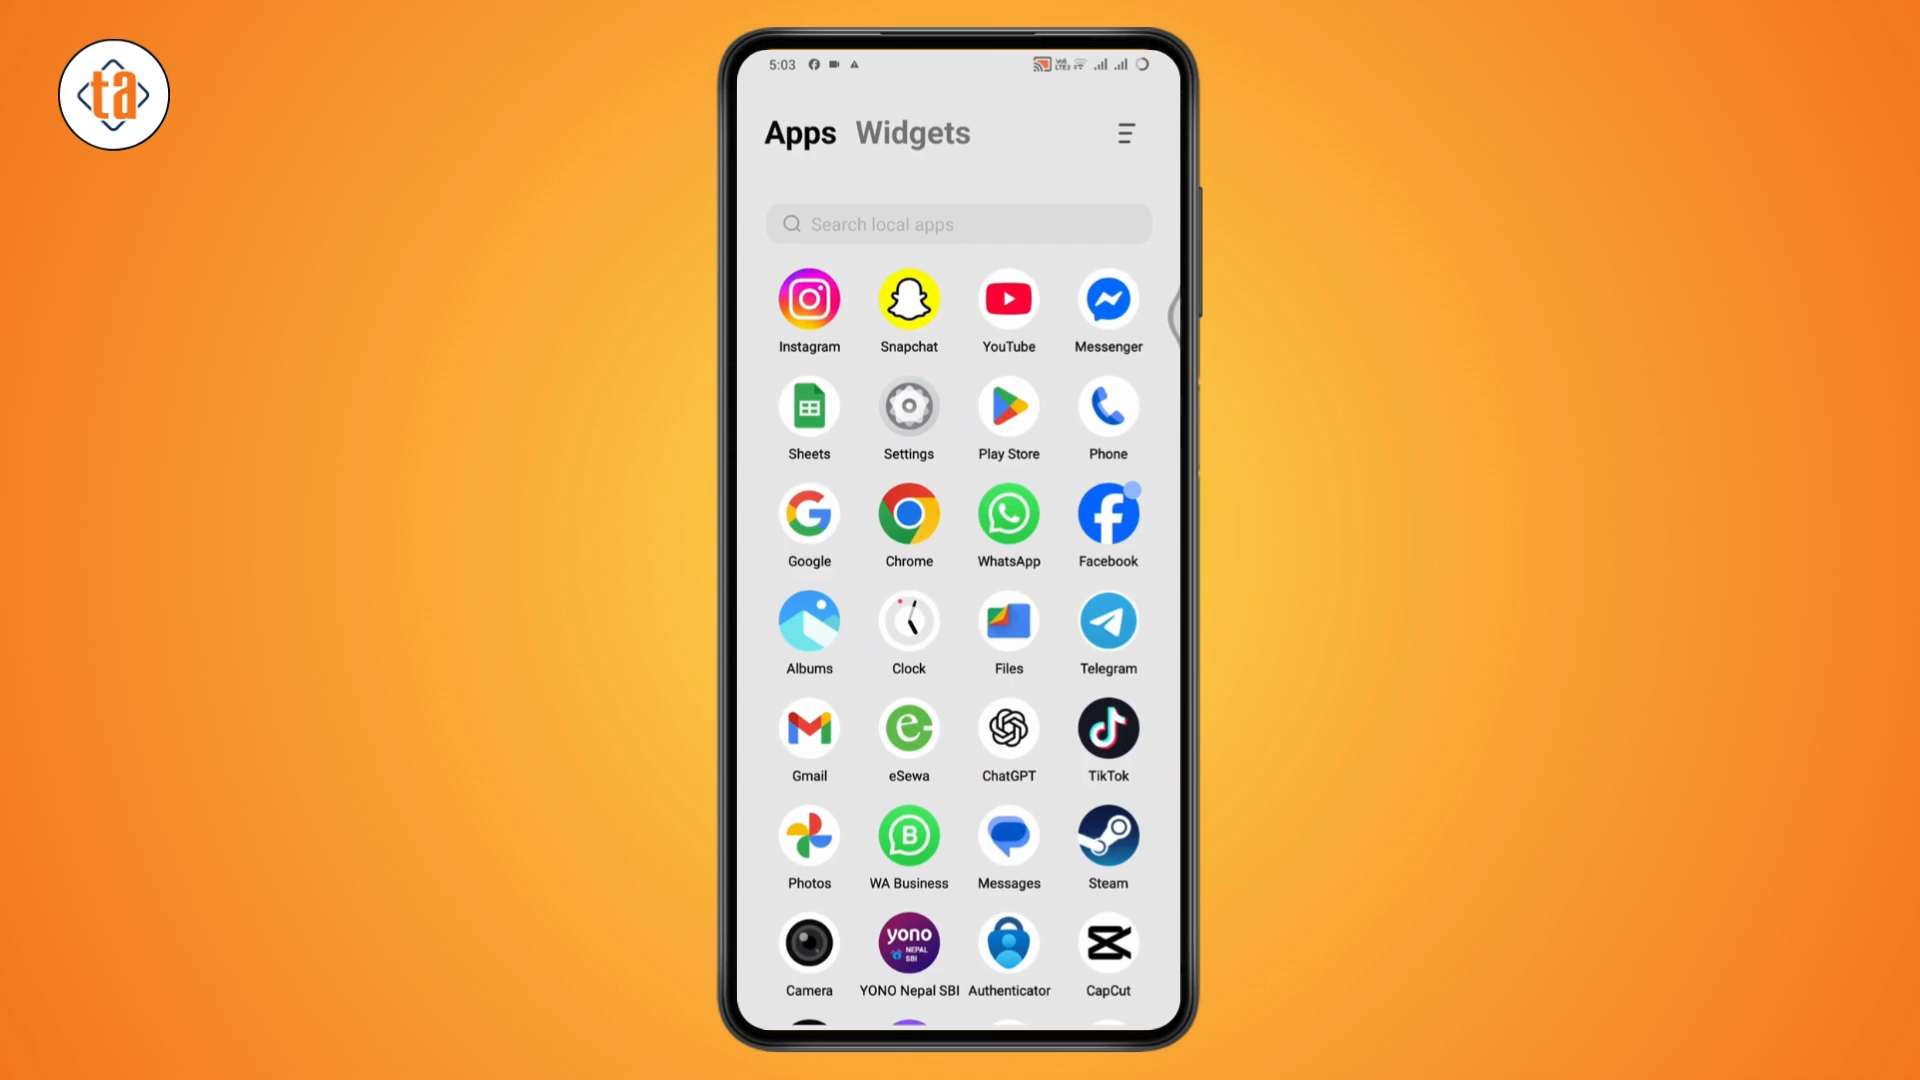 ta
5:03
Apps Widgets
Search local apps
Instagram Snapchat YouTube Messenger
Sheets Settings Play Store Phone
Google Chrome WhatsApp Facebook
Albums Clock Files Telegram
Gmail eSewa ChatGPT TikTok
B
Photos WA Business Messages Steam
yono
NEPAL
SBI
Camera YONO Nepal SBI Authenticator CapCut